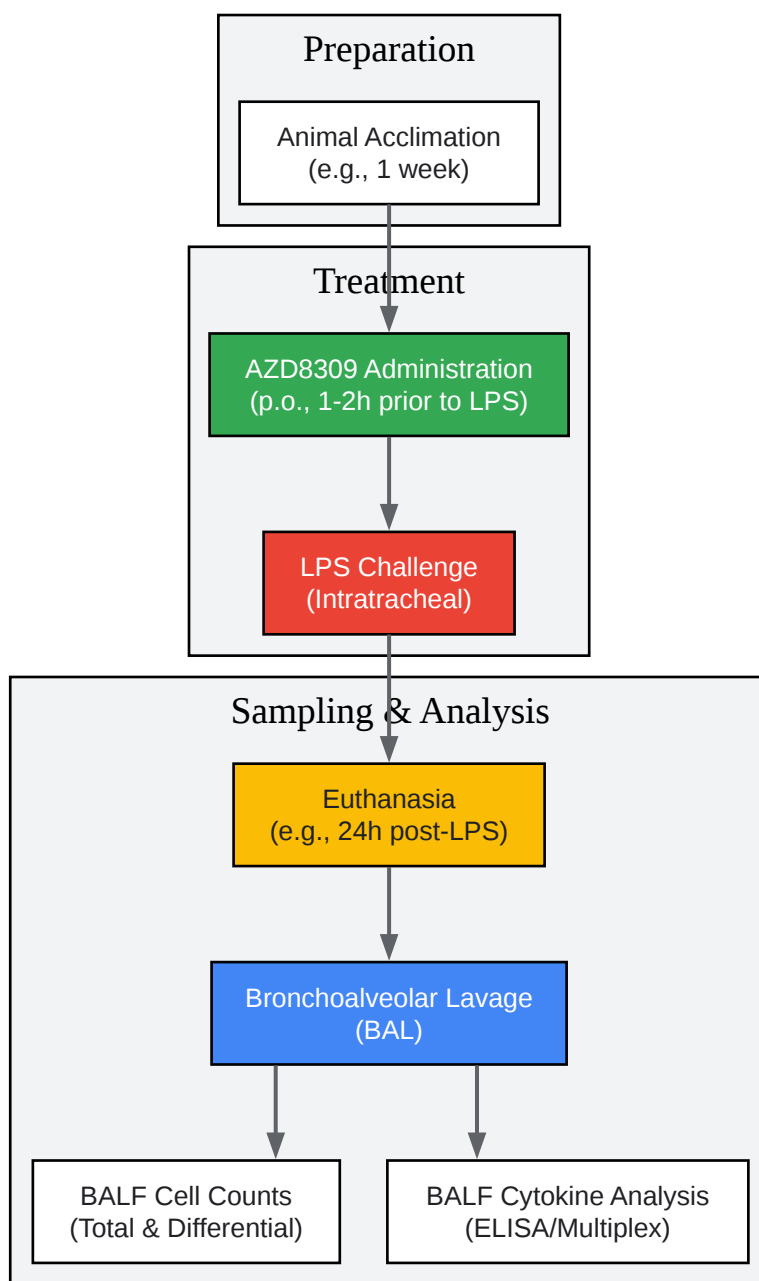 Preparation
Animal Acclimation
(e.g., 1 week)
Treatment
AZD8309 Administration
(p.o., 1-2h prior to LPS)
LPS Challenge
(Intratracheal)
Sampling & Analysis
Euthanasia
(e.g., 24h post-LPS)
Bronchoalveolar Lavage
(BAL)
BALF Cell Counts
(Total & Differential)
BALF Cytokine Analysis
(ELISA/Multiplex)